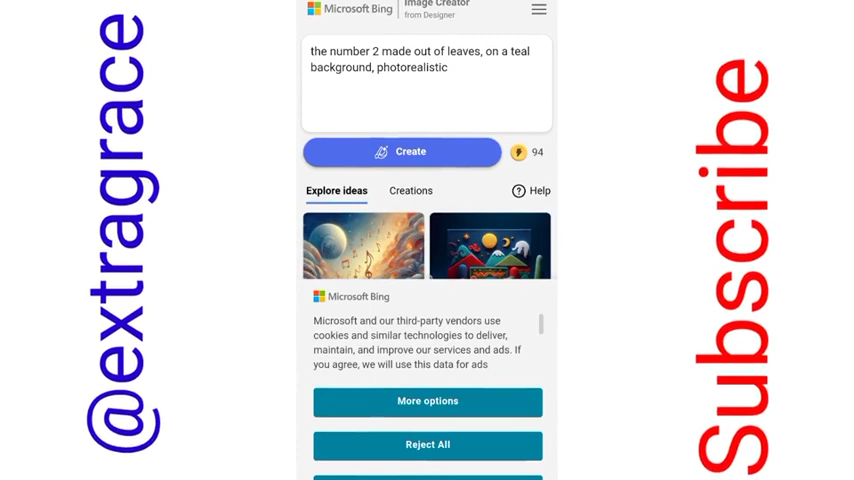 @extragrace
Microsoft Bing
Image Creator
from Designer
the number 2 made out of leaves, on a teal
background, photorealistic
Create
94
Explore ideas
Creations
Help
Microsoft Bing
Microsoft and our third-party vendors use
cookies and similar technologies to deliver,
maintain, and improve our services and ads. If
you agree, we will use this data for ads
More options
Reject All
Subscribe